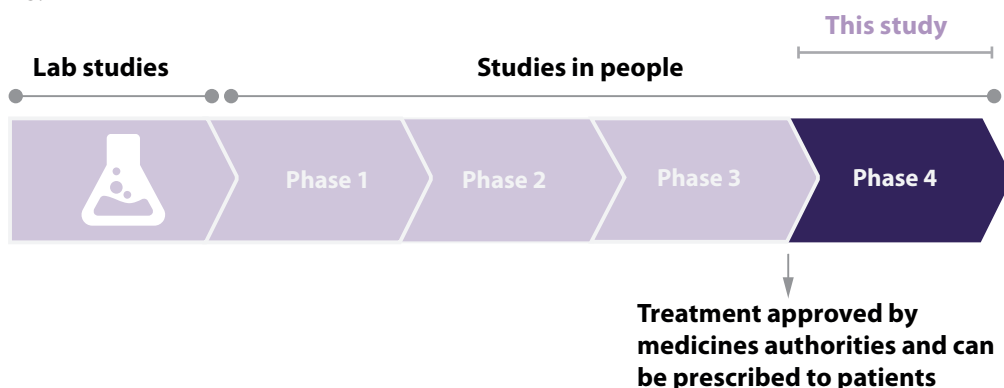 This study
Lab studies
Studies in people
Phase 1
Phase 2
Phase 3
Phase 4
Treatment approved by
medicines authorities and can
be prescribed to patients